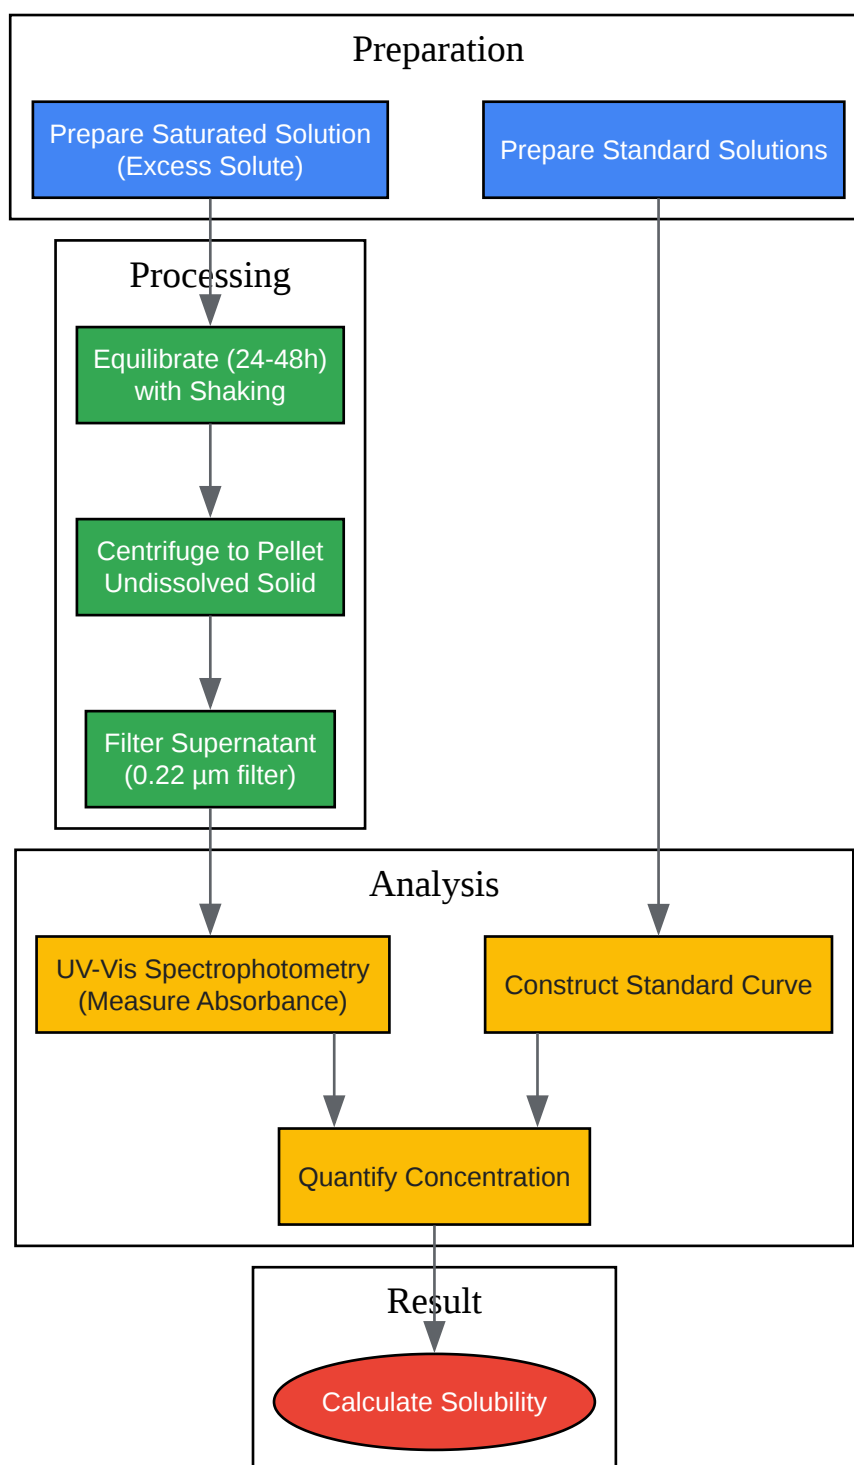 Preparation
Prepare Saturated Solution
(Excess Solute)
Prepare Standard Solutions
Processing
Equilibrate (24-48h)
with Shaking
Centrifuge to Pellet
Undissolved Solid
Filter Supernatant
(0.22 µm filter)
Analysis
UV-Vis Spectrophotometry
(Measure Absorbance)
Construct Standard Curve
Quantify Concentration
Result
Calculate Solubility